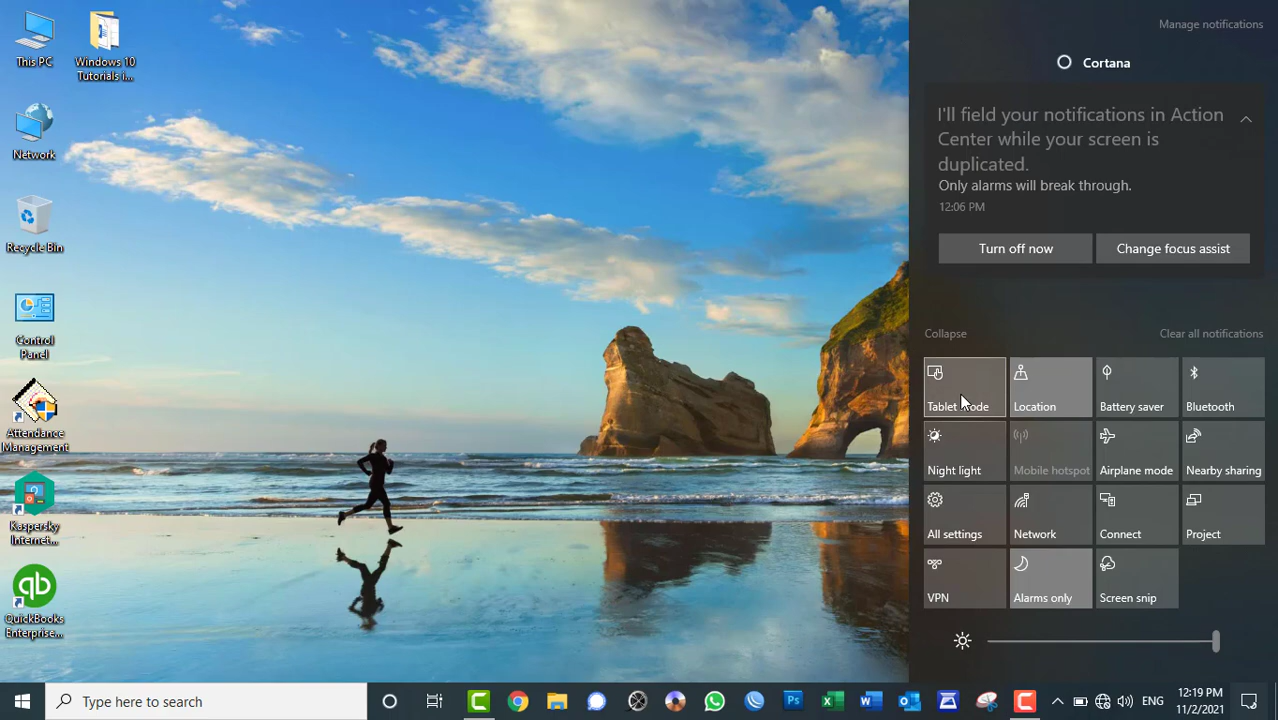 This PC
Windows 10
Tutorials i...
Network
Recycle Bin
Control
Panel
Attendance
Management
Kaspersky
Internet...
qb
QuickBooks
Enterprise...
Manage notifications
Cortana
I'll field your notifications in Action
Center while your screen is
duplicated.
Only alarms will break through.
12:06 PM
Turn off now
Change focus assist
Collapse
Clear all notifications
Tablet mode
Location
Battery saver
Bluetooth
Night light
Mobile hotspot
Airplane mode
Nearby sharing
All settings
Network
Connect
Project
VPN
Alarms only
Screen snip
Type here to search
ENG
12:19 PM
11/2/2021